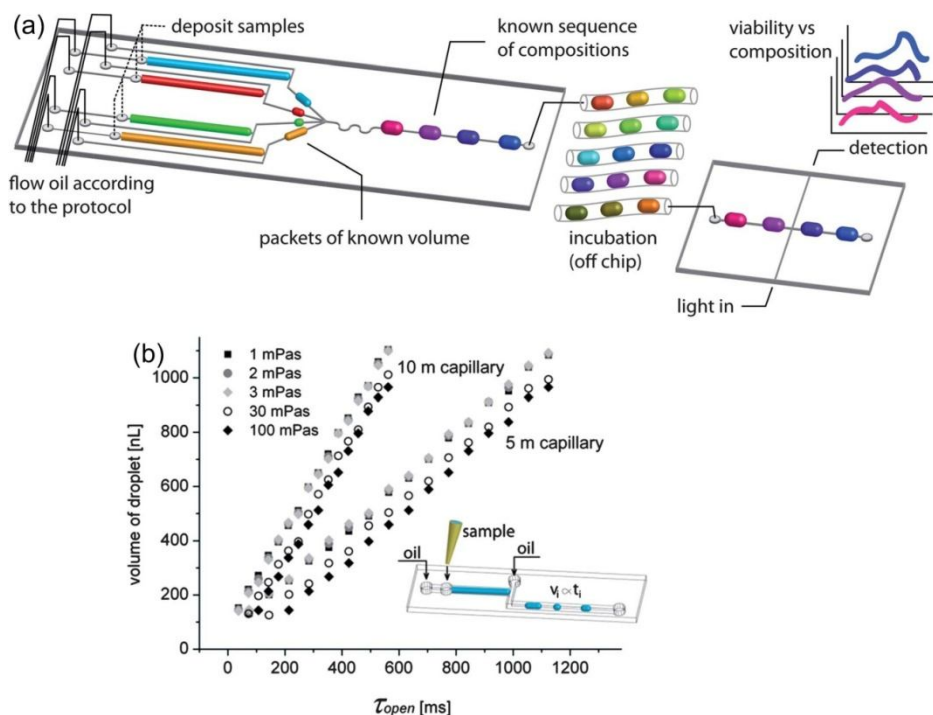 (a)
deposit samples
known sequence
of compositions
viability vs
composition
flow oil according
to the protocol
packets of known volume
incubation
(off chip)
detection
light in
(b)
1 mPas
2 mPas
3 mPas
30 mPas
100 mPas
10 m capillary
5 m capillary
volume of droplet [nL]
1000
800
600
400
200
0
sample
oil
oil
vᵢ ∝ tᵢ
0 200 400 600 800 1000 1200
τopen [ms]